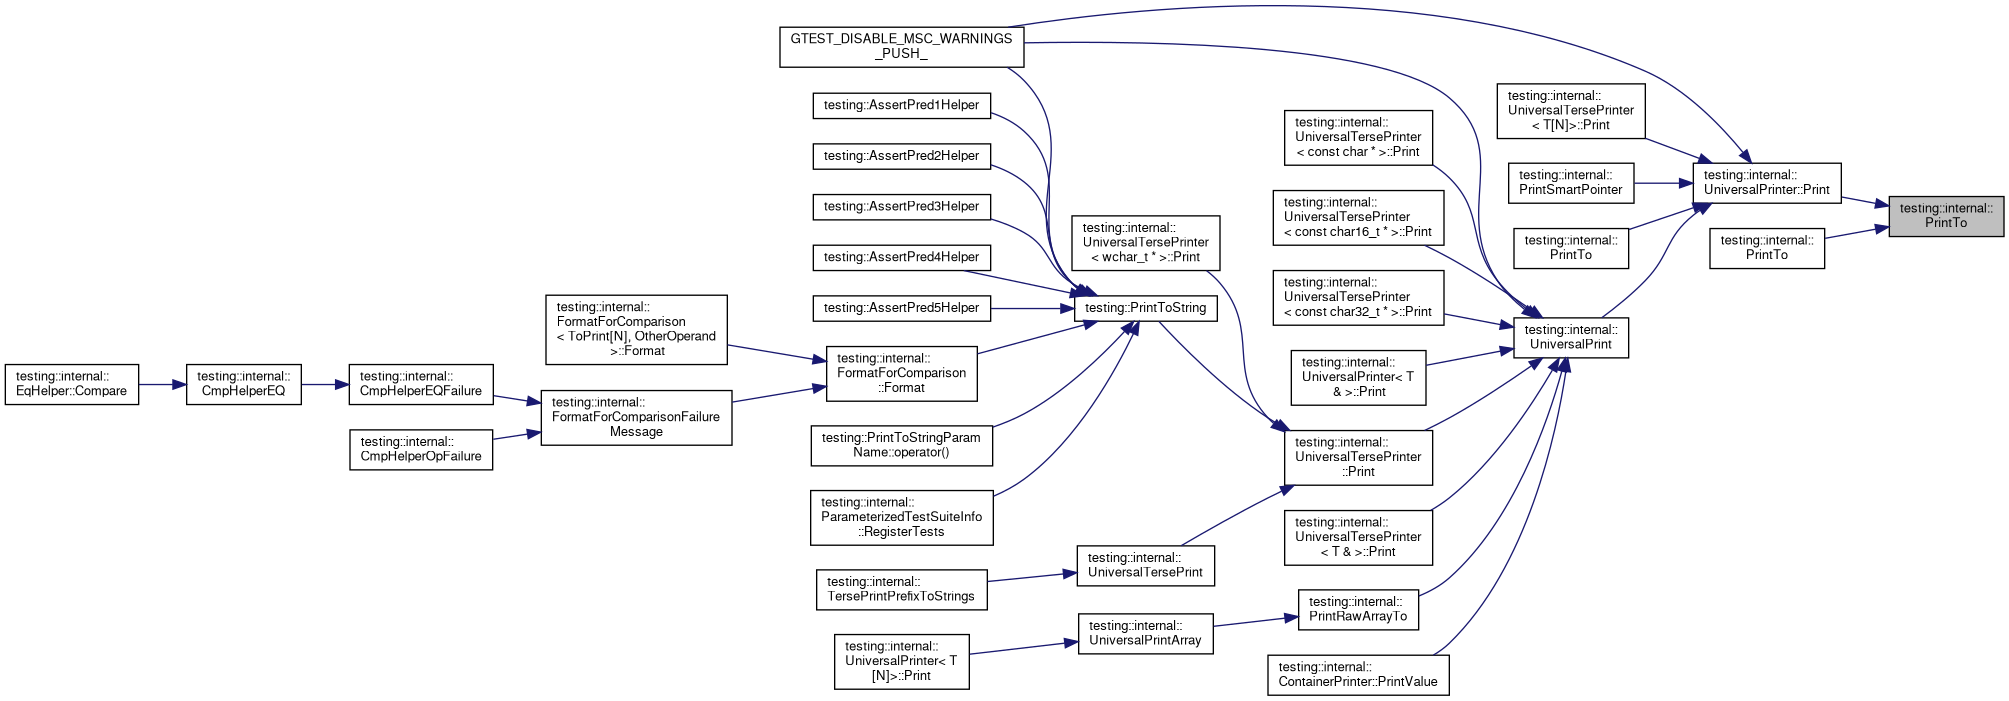 GTEST_DISABLE_MSC_WARNINGS
_PUSH_
testing::AssertPred1Helper
testing::AssertPred2Helper
testing::AssertPred3Helper
testing::AssertPred4Helper
testing::AssertPred5Helper
testing::internal::
EqHelper::Compare
testing::internal::
CmpHelperEQ
testing::internal::
CmpHelperEQFailure
testing::internal::
CmpHelperOpFailure
testing::internal::
FormatForComparison
< ToPrint[N], OtherOperand
>::Format
testing::internal::
FormatForComparisonFailure
Message
testing::internal::
FormatForComparison
::Format
testing::PrintToStringParam
Name::operator()
testing::internal::
ParameterizedTestSuiteInfo
::RegisterTests
testing::internal::
TersePrintPrefixToStrings
testing::internal::
UniversalPrinter< T
[N]>::Print
testing::internal::
UniversalTersePrinter
< wchar_t * >::Print
testing::PrintToString
testing::internal::
UniversalTersePrint
testing::internal::
UniversalPrintArray
testing::internal::
UniversalTersePrinter
< const char * >::Print
testing::internal::
UniversalTersePrinter
< const char16_t * >::Print
testing::internal::
UniversalTersePrinter
< const char32_t * >::Print
testing::internal::
UniversalPrinter< T
& >::Print
testing::internal::
UniversalTersePrinter
::Print
testing::internal::
UniversalTersePrinter
< T & >::Print
testing::internal::
PrintRawArrayTo
testing::internal::
ContainerPrinter::PrintValue
testing::internal::
UniversalTersePrinter
< T[N]>::Print
testing::internal::
PrintSmartPointer
testing::internal::
PrintTo
testing::internal::
UniversalPrint
testing::internal::
UniversalPrinter::Print
testing::internal::
PrintTo
testing::internal::
PrintTo